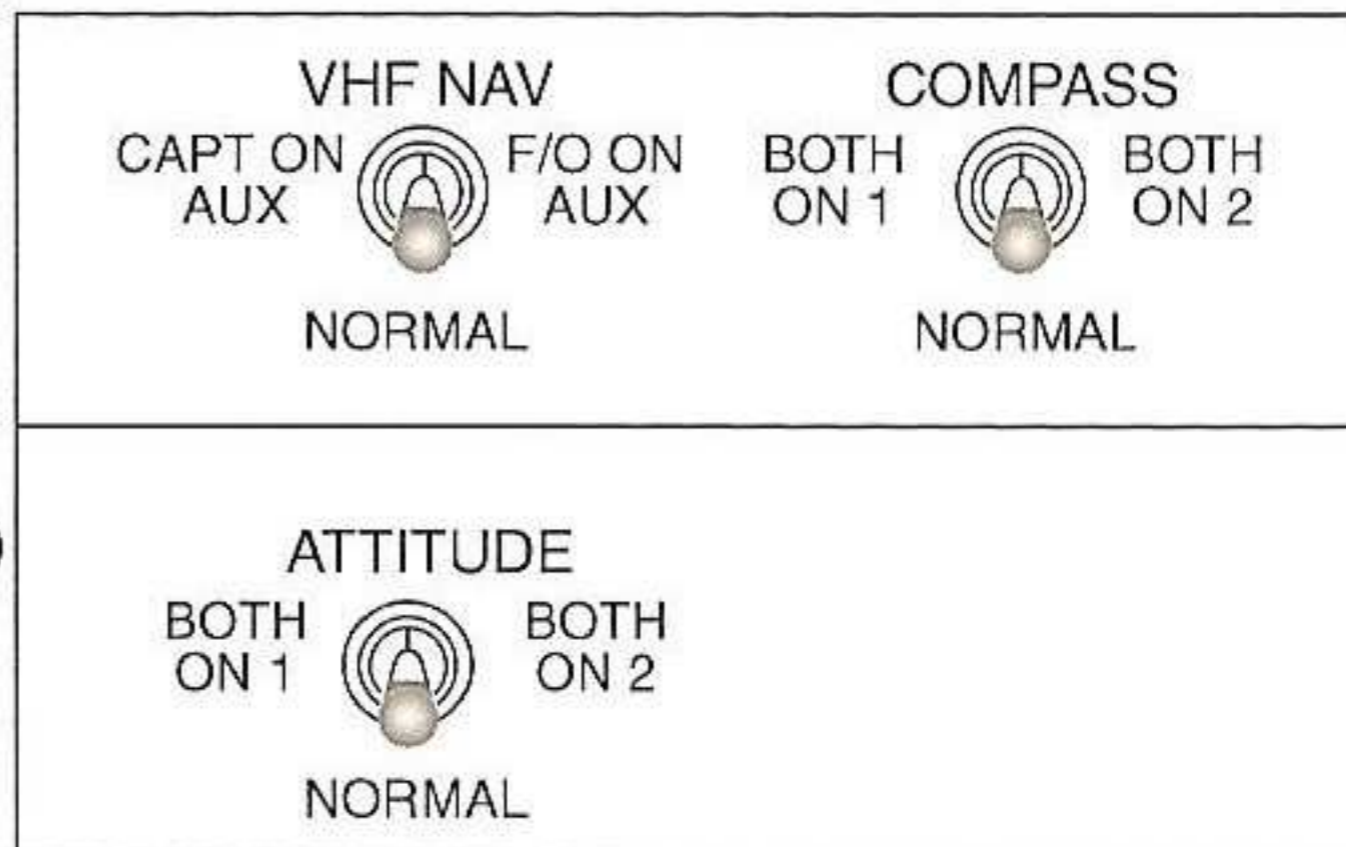 VHF NAV
CAPT ON
AUX
F/O ON
AUX
NORMAL
COMPASS
BOTH
ON 1
BOTH
ON 2
NORMAL
ATTITUDE
BOTH
ON 1
BOTH
ON 2
NORMAL